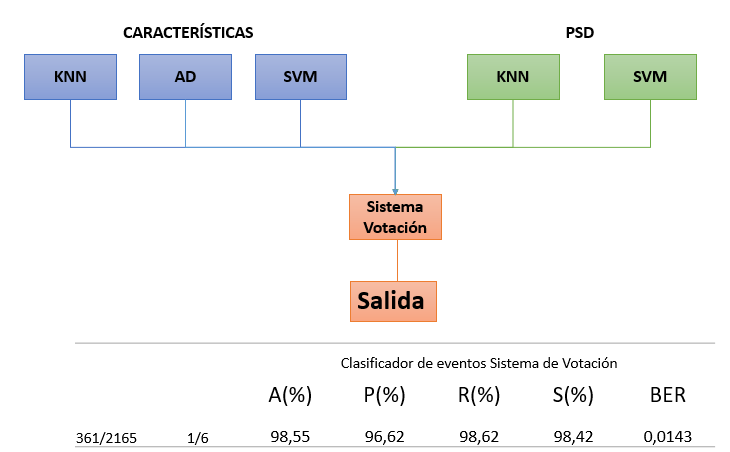 CARACTERÍSTICAS
PSD
KNN
AD
SVM
KNN
SVM
Sistema
Votación
Salida
Clasificador de eventos Sistema de Votación
A(%) P(%) R(%) S(%) BER
361/2165 1/6 98,55 96,62 98,62 98,42 0,0143